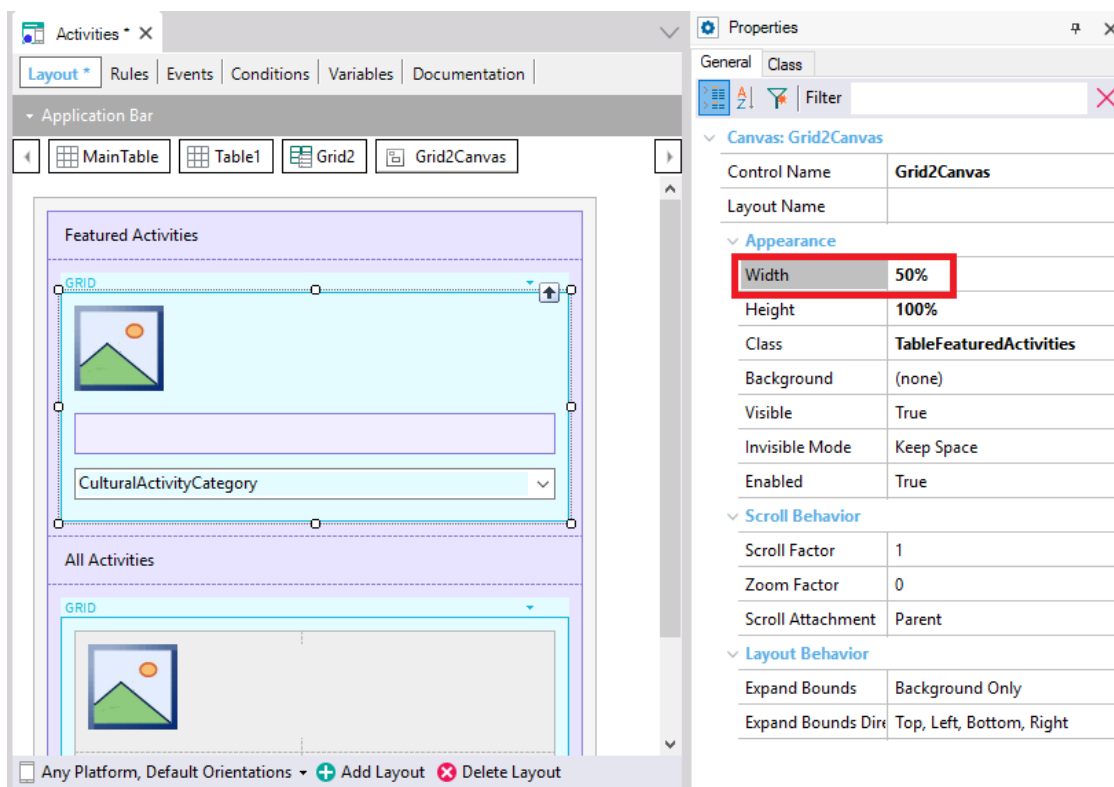 Activities *
Layout * Rules Events Conditions Variables Documentation
Application Bar
MainTable Table1 Grid2 Grid2Canvas
Featured Activities
GRID
CulturalActivityCategory
All Activities
GRID
Any Platform, Default Orientations Add Layout Delete Layout
Properties
General Class
A Z Filter
Canvas: Grid2Canvas
Control Name Grid2Canvas
Layout Name
Appearance
Width 50%
Height 100%
Class TableFeaturedActivities
Background (none)
Visible True
Invisible Mode Keep Space
Enabled True
Scroll Behavior
Scroll Factor 1
Zoom Factor 0
Scroll Attachment Parent
Layout Behavior
Expand Bounds Background Only
Expand Bounds Dire Top, Left, Bottom, Right